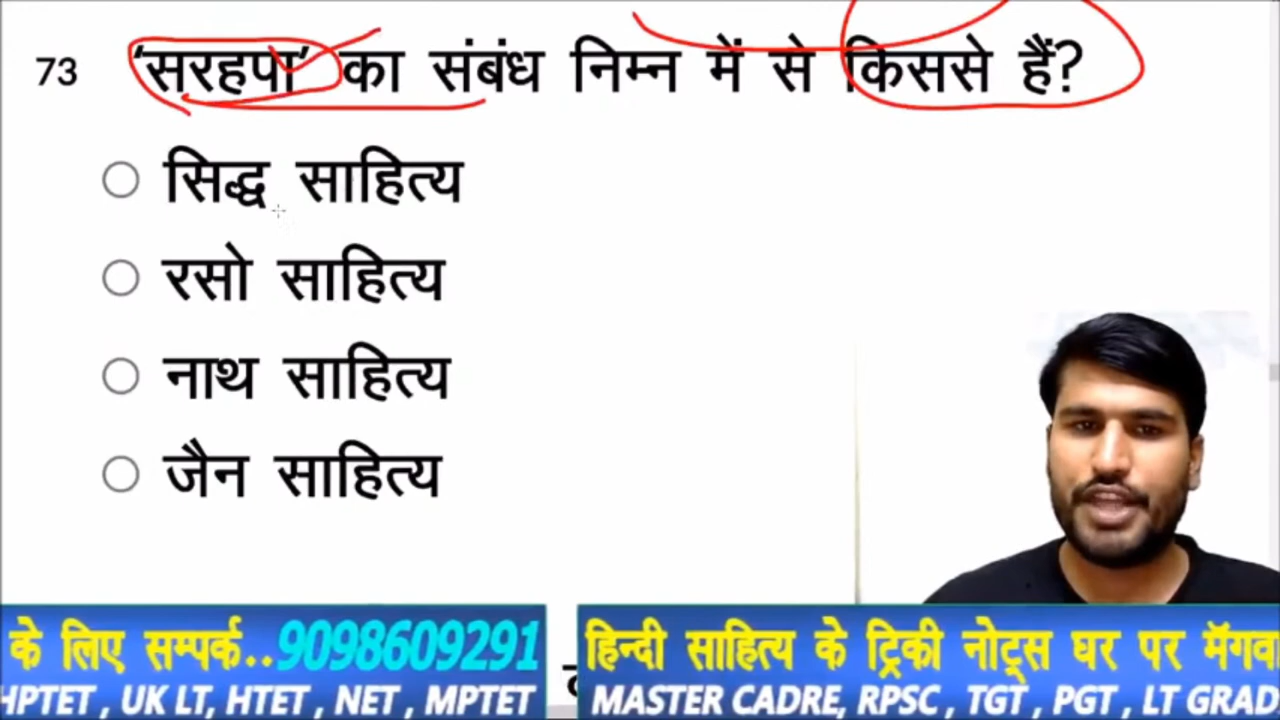 73 'सरहपा' का संबंध निम्न में से किससे हैं?
सिद्ध साहित्य
रसो साहित्य
नाथ साहित्य
जैन साहित्य
के लिए सम्पर्क..9098609291
HPTET , UK LT, HTET , NET , MPTET
हिन्दी साहित्य के ट्रिकी नोट्स घर पर मॅगव
MASTER CADRE, RPSC , TGT , PGT , LT GRAD